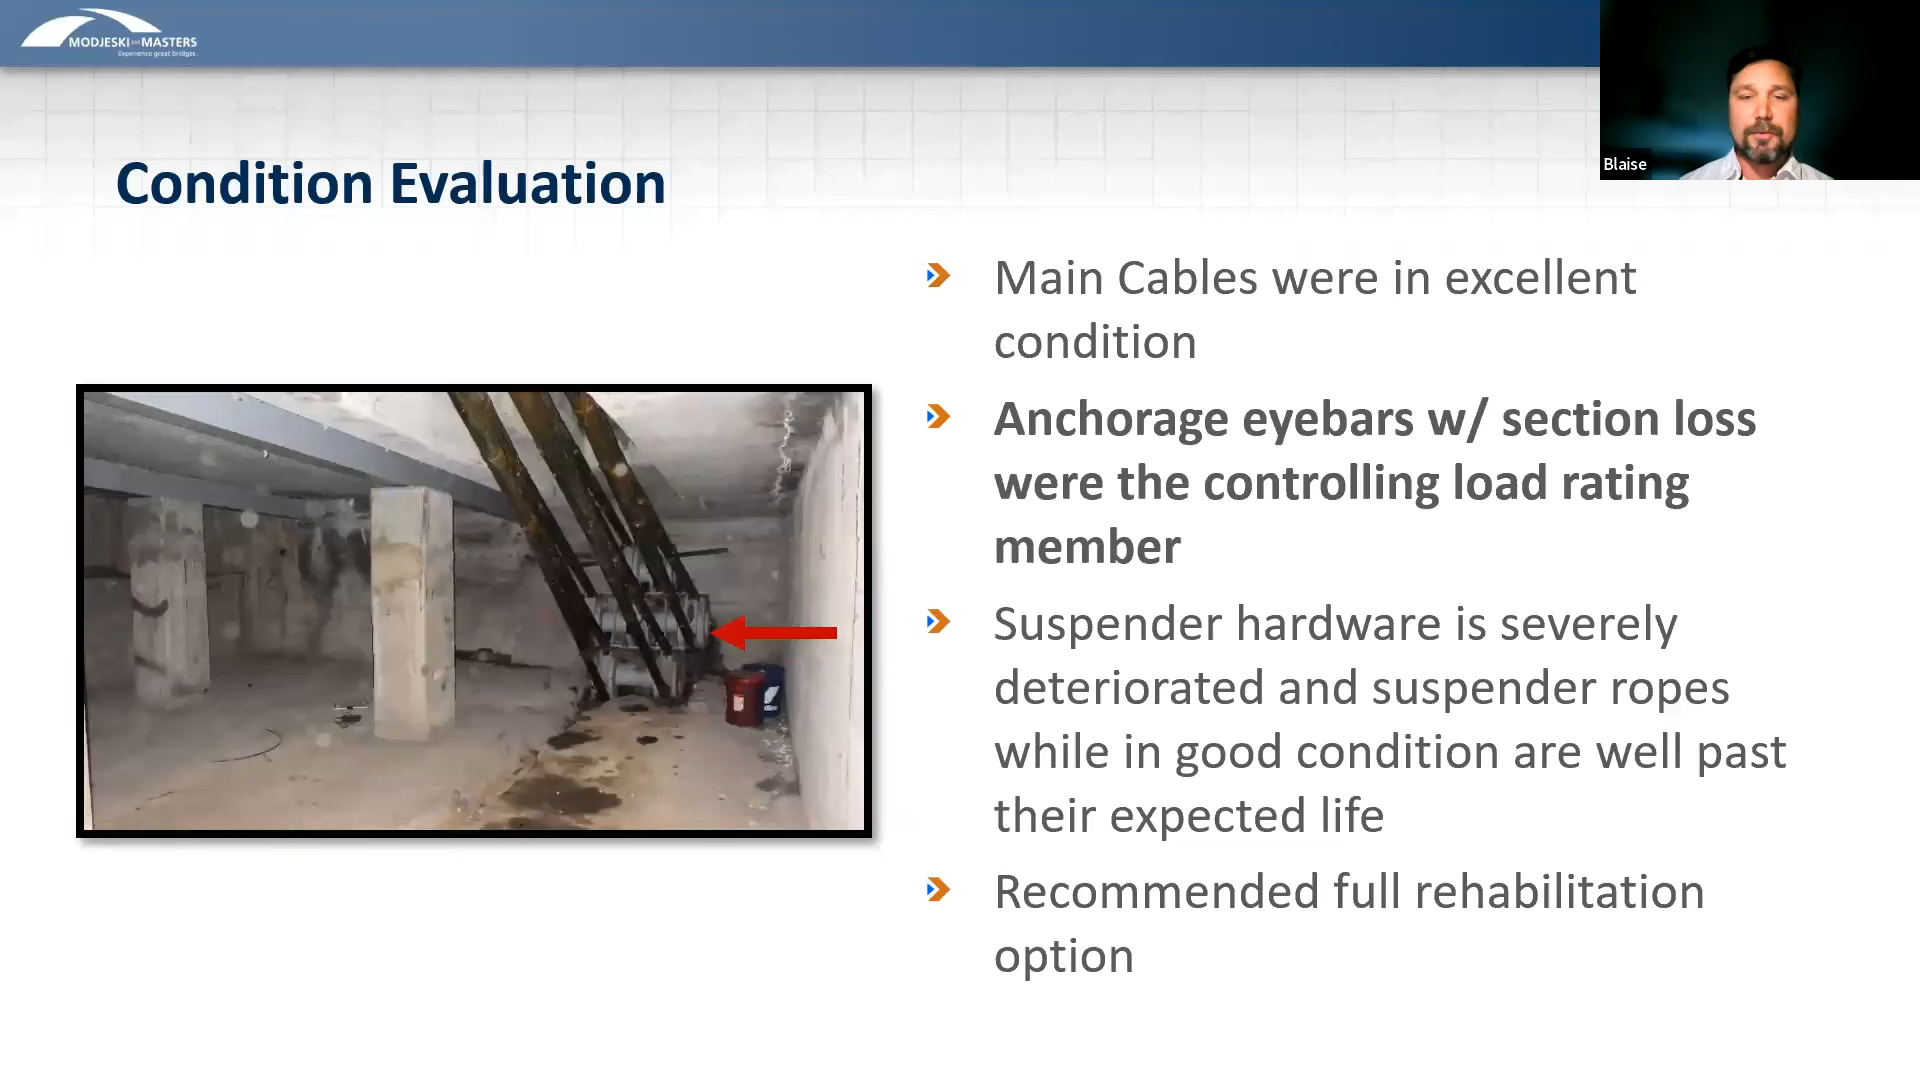 MODJESKI and MASTERS
Experience great bridges.
Blaise
Condition Evaluation
Main Cables were in excellent
condition
Anchorage eyebars w/ section loss
were the controlling load rating
member
Suspender hardware is severely
deteriorated and suspender ropes
while in good condition are well past
their expected life
Recommended full rehabilitation
option